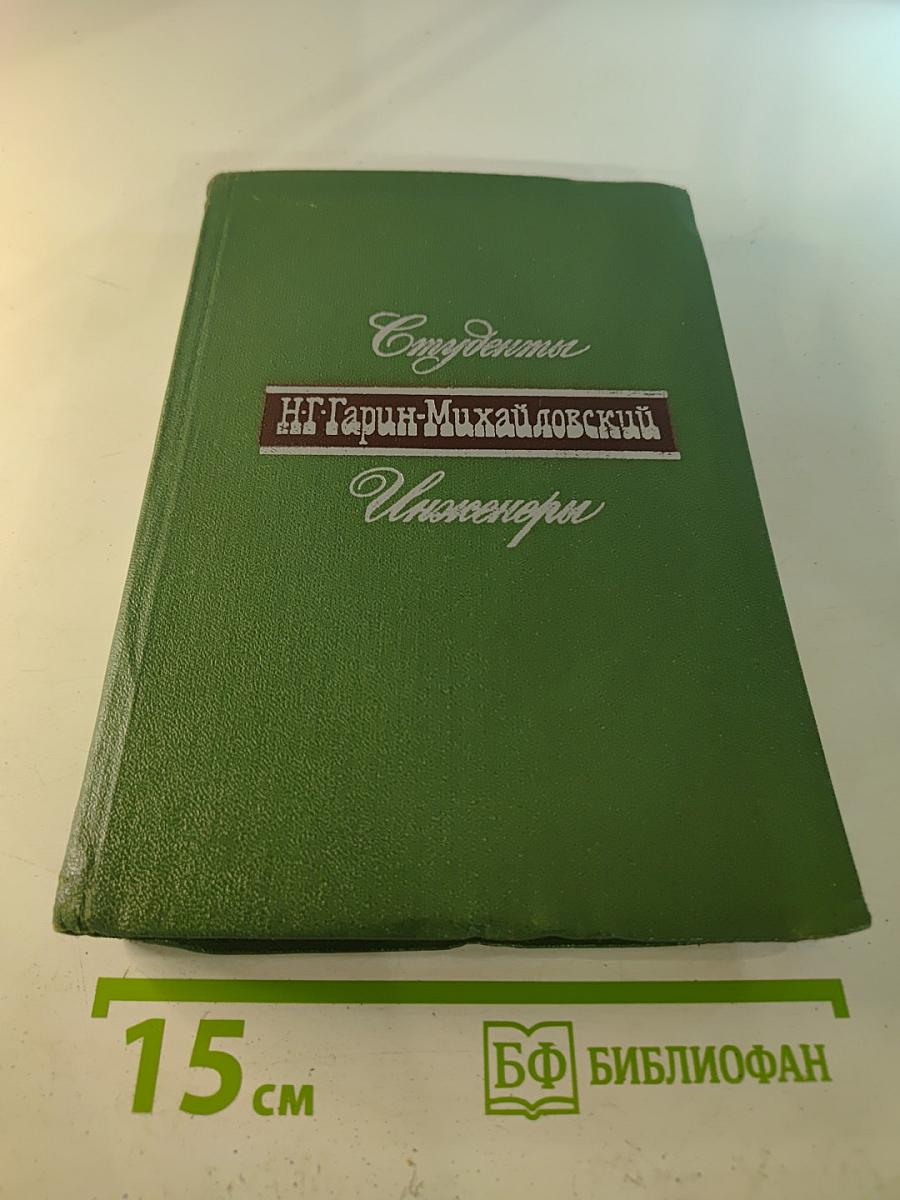 Студенты
Н·Г·Гарин-Михайловский
Инженеры
15 см
БФ БИБЛИОФАН